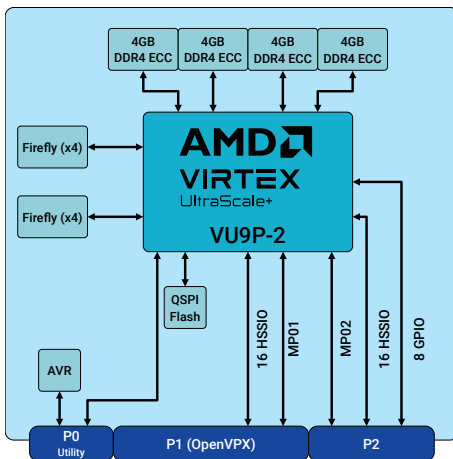 4GB
DDR4 ECC
4GB
DDR4 ECC
4GB
DDR4 ECC
4GB
DDR4 ECC
Firefly (x4)
Firefly (x4)
AMD
VIRTEX
UltraScale+
VU9P-2
QSPI
Flash
AVR
16 HSSIO
MP01
MP02
16 HSSIO
8 GPIO
P0
Utility
P1 (OpenVPX)
P2